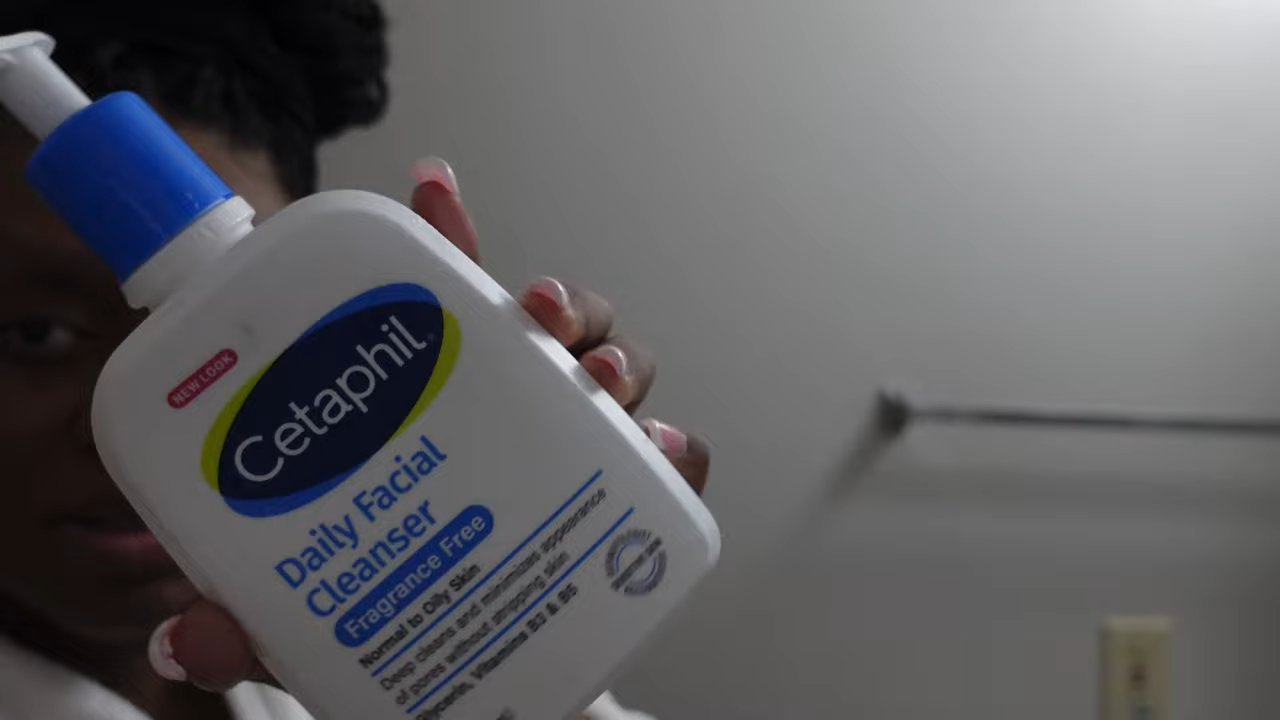 NEW LOOK
Cetaphil
Daily Facial
Cleanser
Fragrance Free
Normal to Oily Skin
Deep cleans and minimizes appearance
of pores without stripping skin
Glycerin, Vitamins B3 & B5